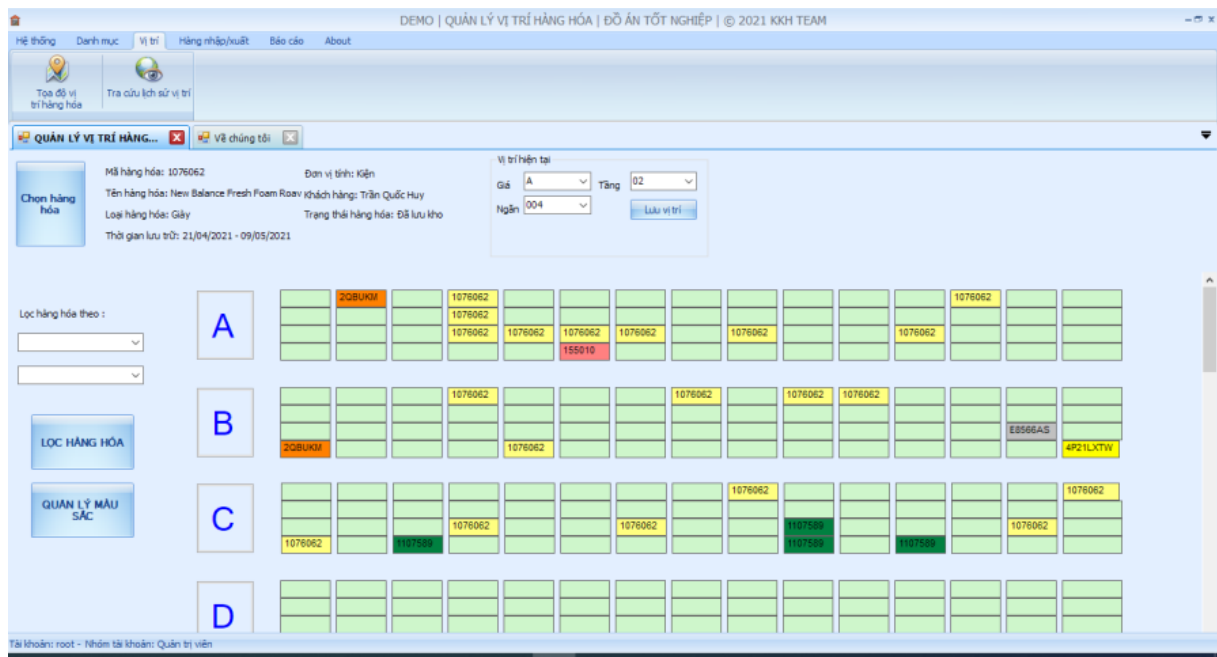 DEMO | QUẢN LÝ VỊ TRÍ HÀNG HÓA | ĐỒ ÁN TỐT NGHIỆP | © 2021 KKH TEAM
Hệ thống Danh mục Vị trí Hàng nhập/xuất Báo cáo About
Tọa độ vị trí hàng hóa
Tra cứu lịch sử vị trí
QUẢN LÝ VỊ TRÍ HÀNG... Về chúng tôi
Chọn hàng hóa
Mã hàng hóa: 1076062 Đơn vị tính: Kiện
Tên hàng hóa: New Balance Fresh Foam Roav Khách hàng: Trần Quốc Huy
Loại hàng hóa: Giày Trạng thái hàng hóa: Đã lưu kho
Thời gian lưu trữ: 21/04/2021 - 09/05/2021
Vị trí hiện tại
Giá A Tầng 02
Ngăn 004 Lưu vị trí
Lọc hàng hóa theo :
LỌC HÀNG HÓA
QUẢN LÝ MÀU SẮC
A
2QBUKM 1076062 1076062
1076062
1076062 1076062 1076062 1076062 1076062 1076062
155010
B
1076062 1076062 1076062 1076062
E8566AS
2QBUKM 1076062 4P21LXTW
C
1076062 1076062
1076062 1076062 1107589 1076062
1076062 1107589 1107589 1107589
D
Tài khoản: root - Nhóm tài khoản: Quản trị viên